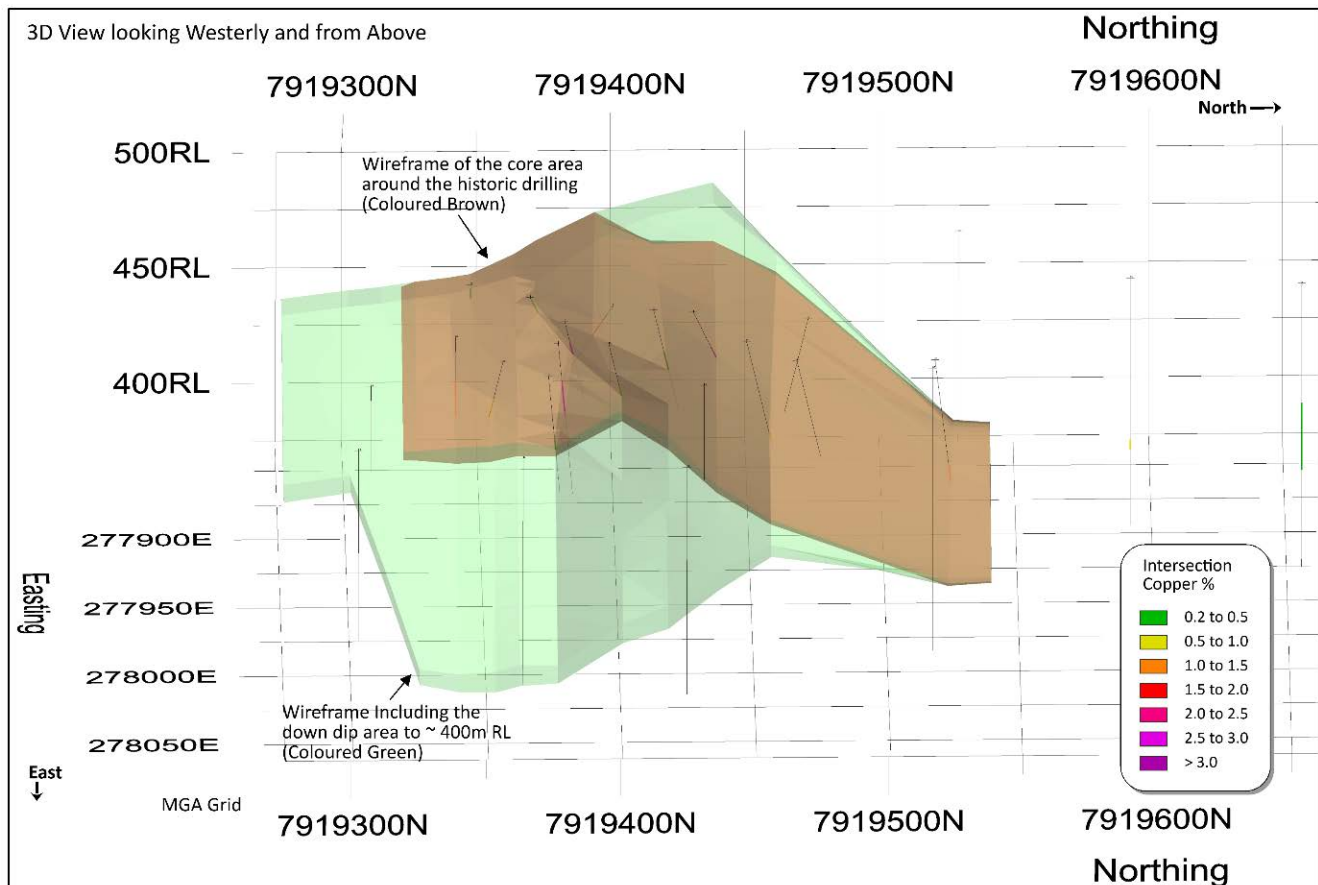 3D View looking Westerly and from Above
Northing
7919300N 7919400N 7919500N 7919600N
North
500RL
Wireframe of the core area
around the historic drilling
(Coloured Brown)
450RL
400RL
277900E
Easting
277950E
278000E
278050E
Wireframe Including the
down dip area to ~ 400m RL
(Coloured Green)
East
MGA Grid
Intersection
Copper %
0.2 to 0.5
0.5 to 1.0
1.0 to 1.5
1.5 to 2.0
2.0 to 2.5
2.5 to 3.0
> 3.0
7919300N 7919400N 7919500N 7919600N
Northing